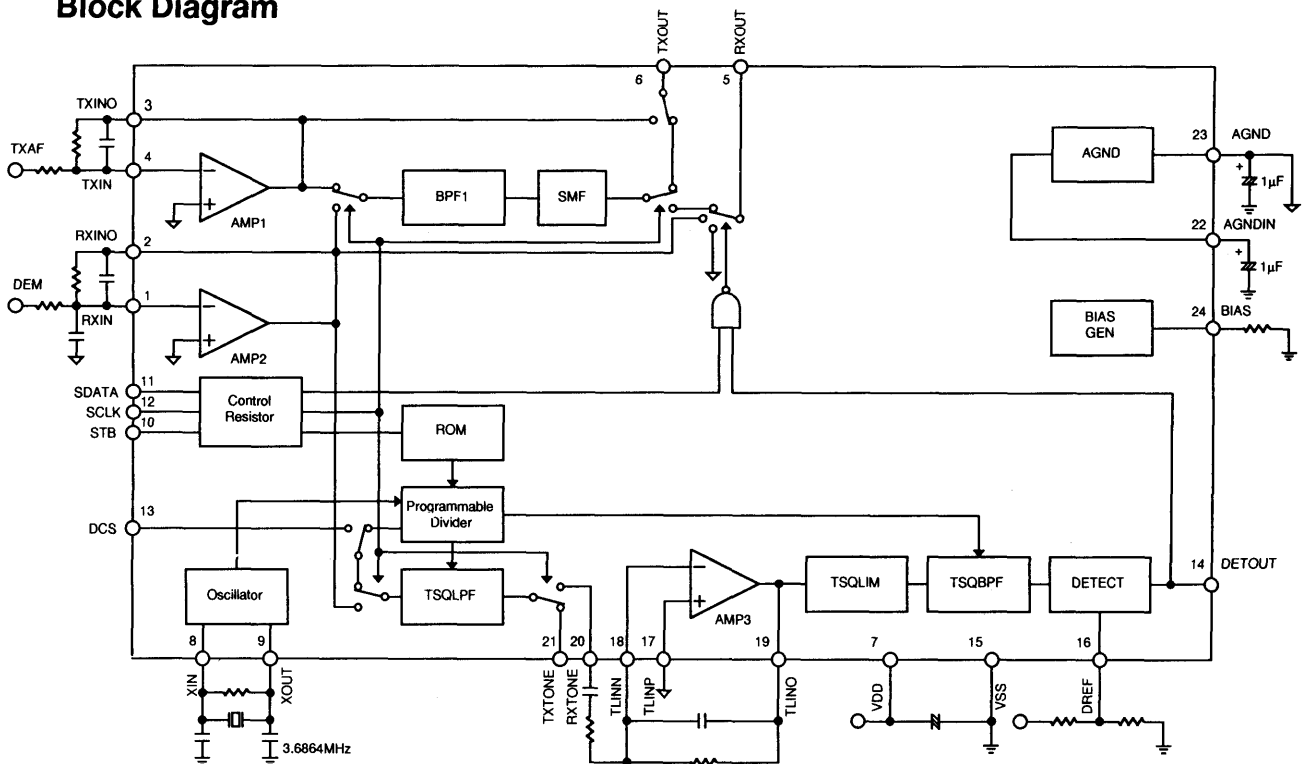 Block Diagram
TXOUT
RXOUT
6
5
TXINO
3
TXAF
4
TXIN
AMP1
BPF1
SMF
AGND
23
AGND
+
1µF
RXINO
2
22
AGNDIN
+
1µF
DEM
1
RXIN
AMP2
BIAS
GEN
24
BIAS
SDATA
11
SCLK
12
STB
10
Control
Resistor
ROM
DCS
13
Programmable
Divider
Oscillator
TSQLPF
AMP3
TSQLIM
TSQBPF
DETECT
14
DETOUT
8
9
21
20
18
17
19
7
15
16
XIN
XOUT
TXTONE
RXTONE
TLINN
TLINP
TLINO
VDD
VSS
DREF
3.6864MHz